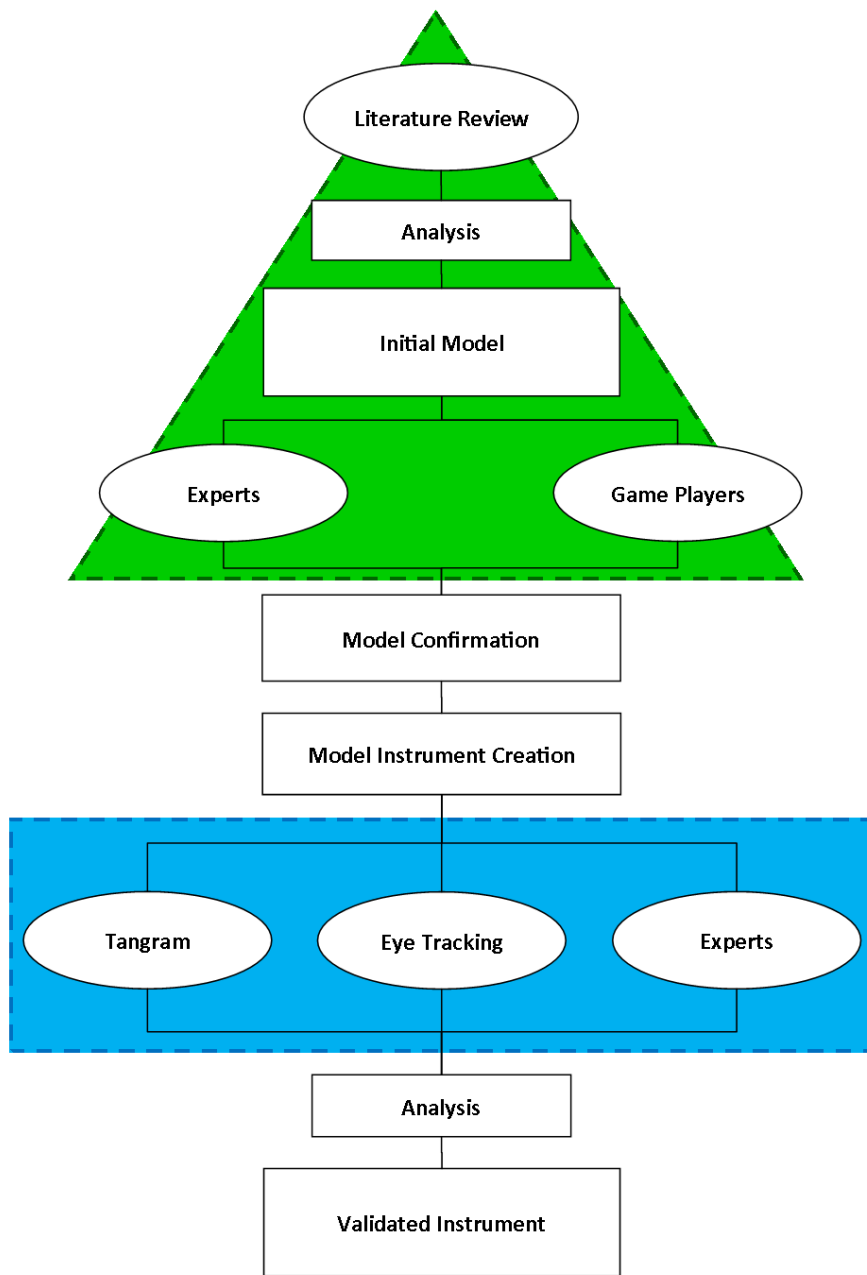 Literature Review
Analysis
Initial Model
Experts
Game Players
Model Confirmation
Model Instrument Creation
Tangram
Eye Tracking
Experts
Analysis
Validated Instrument